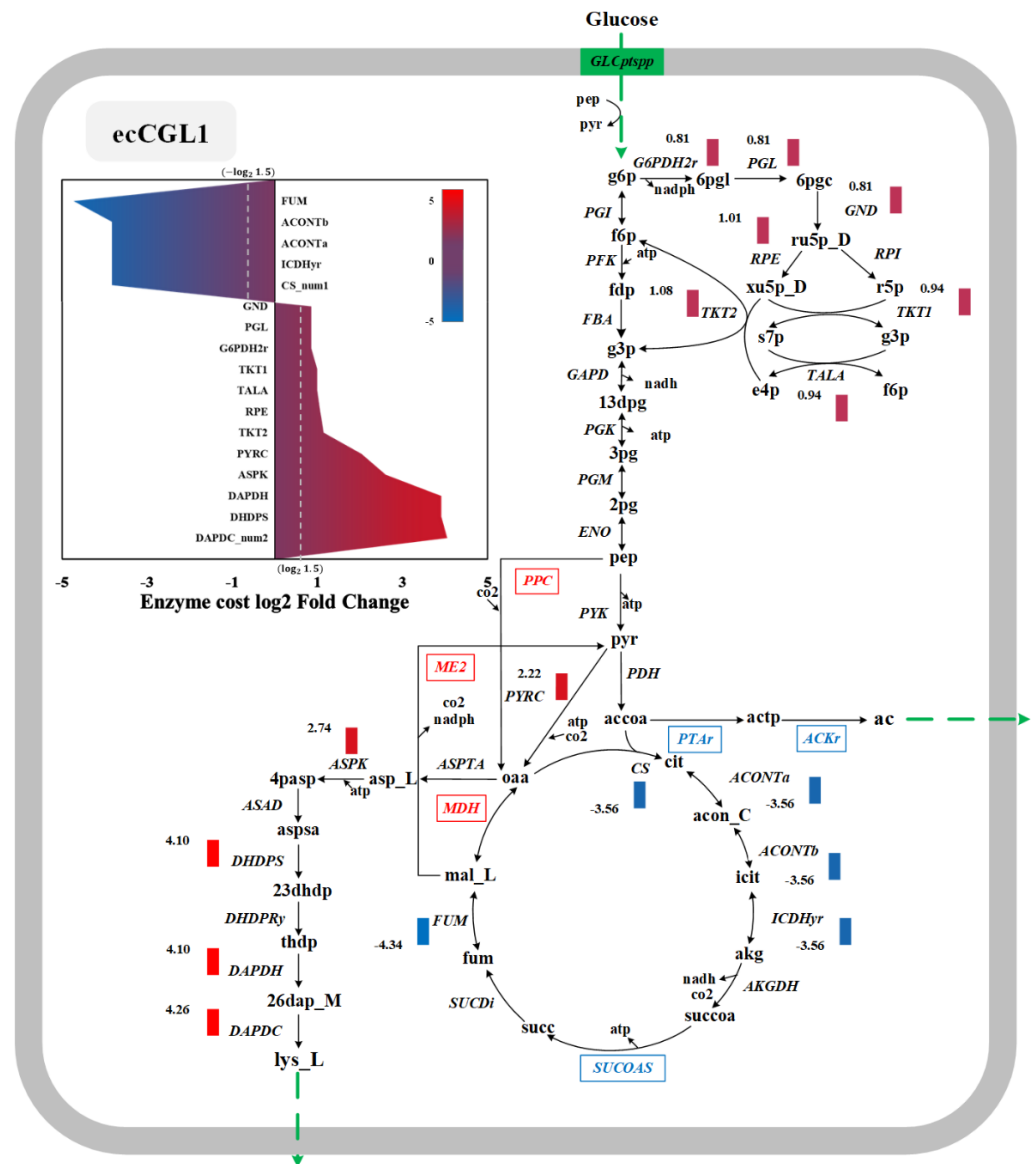 Glucose
GLCptspp
pep
pyr
ecCGL1
(−log₂ 1.5)
FUM
ACONTb
ACONTa
ICDHyr
CS_num1
GND
PGL
G6PDH2r
TKT1
TALA
RPE
TKT2
PYRC
ASPK
DAPDH
DHDPS
DAPDC_num2
5
0
-5
(log₂ 1.5)
-5 -3 -1 1 3 5
Enzyme cost log2 Fold Change
0.81 0.81
G6PDH2r PGL
g6p nadph 6pgl 6pgc
0.81
GND
PGI
1.01
f6p ru5p_D
RPE RPI
PFK atp
fdp 1.08 xu5p_D r5p 0.94
TKT2 TKT1
FBA s7p g3p
g3p
GAPD nadh
TALA
e4p f6p
0.94
13dpg
PGK atp
3pg
PGM
2pg
ENO
pep
PPC
co2
PYK atp
pyr
ME2
2.22
PYRC
PDH
co2
nadph
atp
co2
accoa actp ac
PTAr ACKr
2.74
ASPK ASPTA
4pasp atp asp_L oaa
CS cit
-3.56
ACONTa
-3.56
acon_C
ASAD
MDH
aspsa
4.10
DHDPS
ACONTb
-3.56
icit
mal_L
23dhdp
DHDPRy
FUM
-4.34
ICDHyr
-3.56
thdp
4.10
DAPDH
fum
akg
nadh
co2
AKGDH
26dap_M
4.26
DAPDC
SUCDi
succoa
succ atp
lys_L
SUCOAS